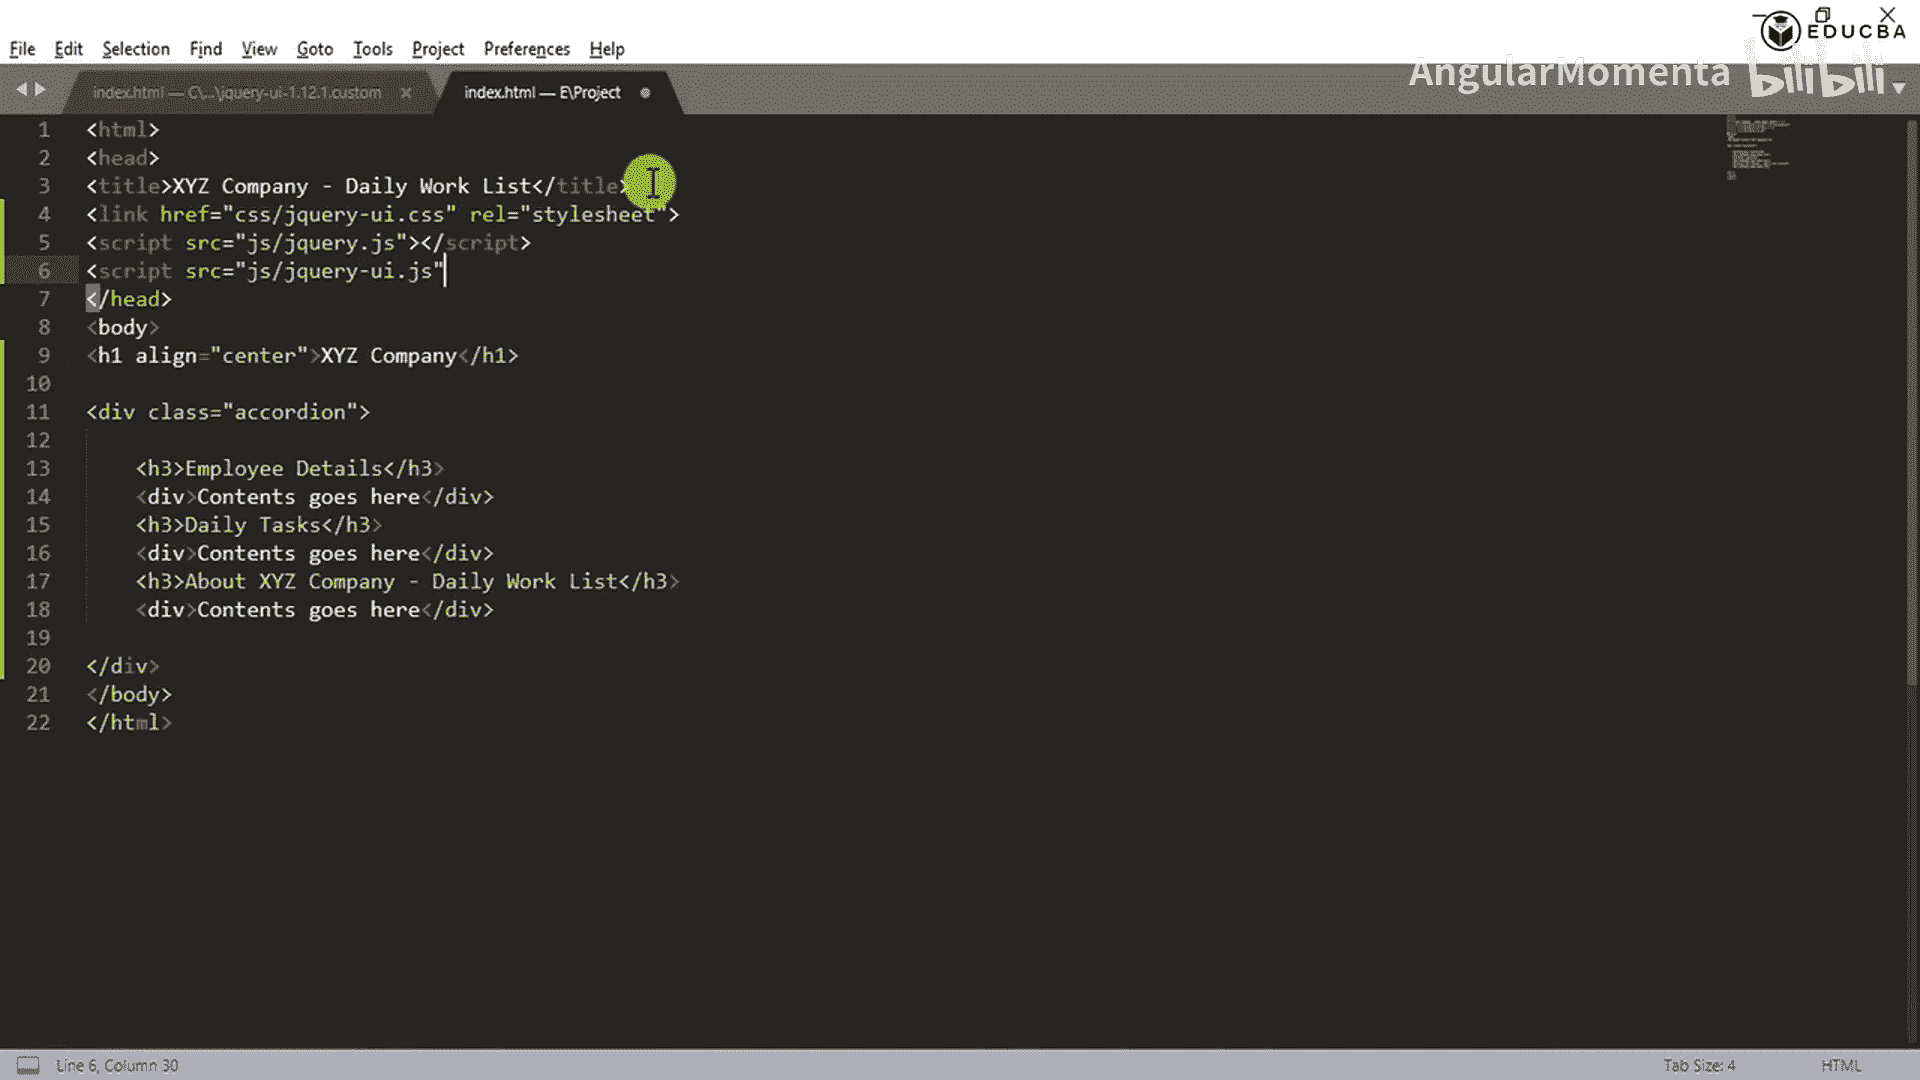 EDUCBA
File Edit Selection Find View Goto Tools Project Preferences Help
AngularMomenta bilibili
index.html — C\...\jquery-ui-1.12.1.custom × index.html — E\Project
1 <html>
2 <head>
3 <title>XYZ Company - Daily Work List</title>
4 <link href="css/jquery-ui.css" rel="stylesheet">
5 <script src="js/jquery.js"></script>
6 <script src="js/jquery-ui.js"
7 </head>
8 <body>
9 <h1 align="center">XYZ Company</h1>
10
11 <div class="accordion">
12
13 <h3>Employee Details</h3>
14 <div>Contents goes here</div>
15 <h3>Daily Tasks</h3>
16 <div>Contents goes here</div>
17 <h3>About XYZ Company - Daily Work List</h3>
18 <div>Contents goes here</div>
19
20 </div>
21 </body>
22 </html>
Line 6, Column 30 Tab Size: 4 HTML